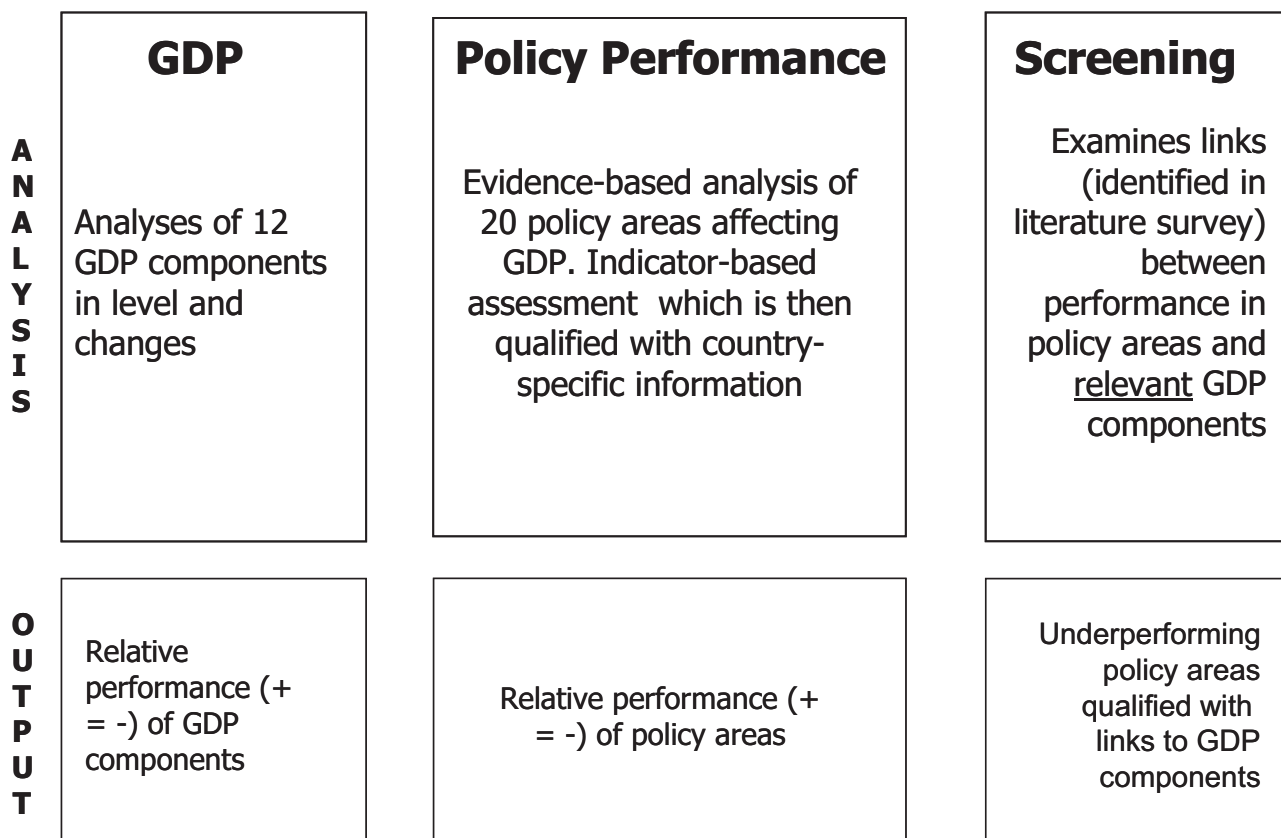 GDP
Policy Performance
Screening
ANALYSIS
Analyses of 12
GDP components
in level and
changes
Evidence-based analysis of
20 policy areas affecting
GDP. Indicator-based
assessment  which is then
qualified with country-
specific information
Examines links
(identified in
literature survey)
between
performance in
policy areas and
relevant GDP
components
OUTPUT
Relative
performance (+
= -) of GDP
components
Relative performance (+
= -) of policy areas
Underperforming
policy areas
qualified with
links to GDP
components